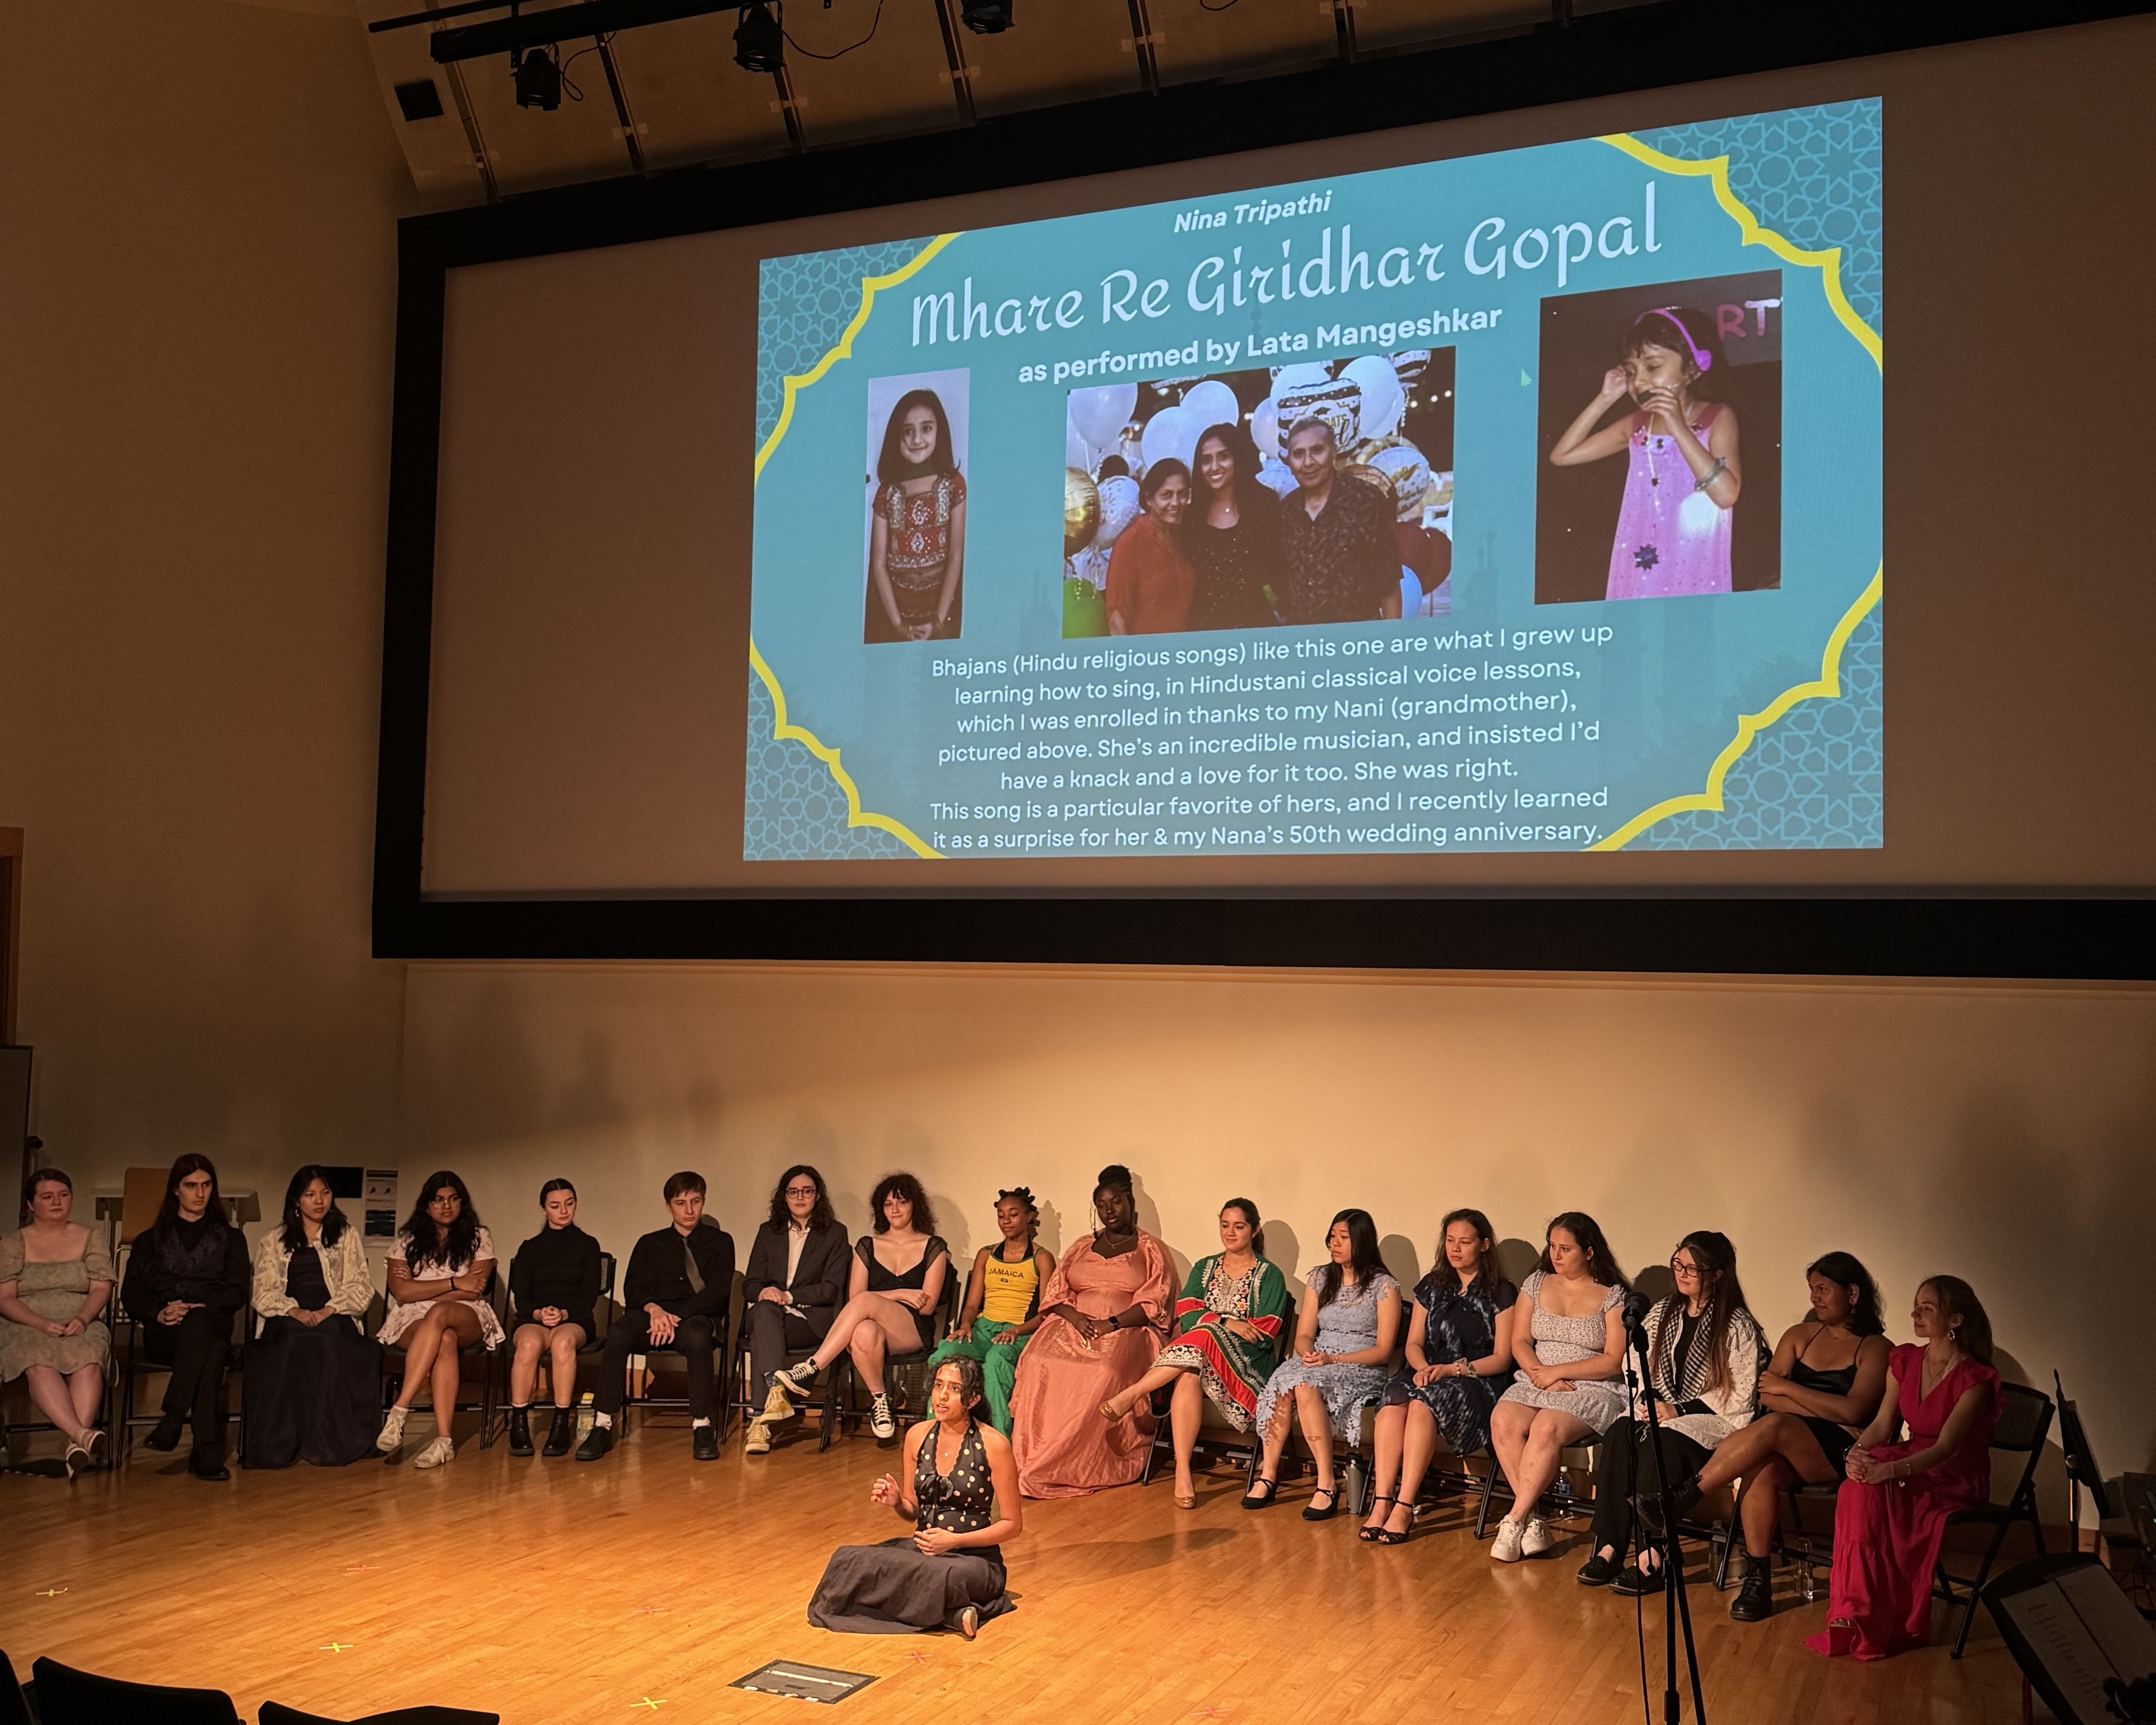 Nina Tripathi
Mhare Re Giridhar Gopal
as performed by Lata Mangeshkar
RT
Bhajans (Hindu religious songs) like this one are what I grew up
learning how to sing, in Hindustani classical voice lessons,
which I was enrolled in thanks to my Nani (grandmother),
pictured above. She's an incredible musician, and insisted I'd
have a knack and a love for it too. She was right.
This song is a particular favorite of hers, and I recently learned
it as a surprise for her & my Nana's 50th wedding anniversary.
JAMAICA